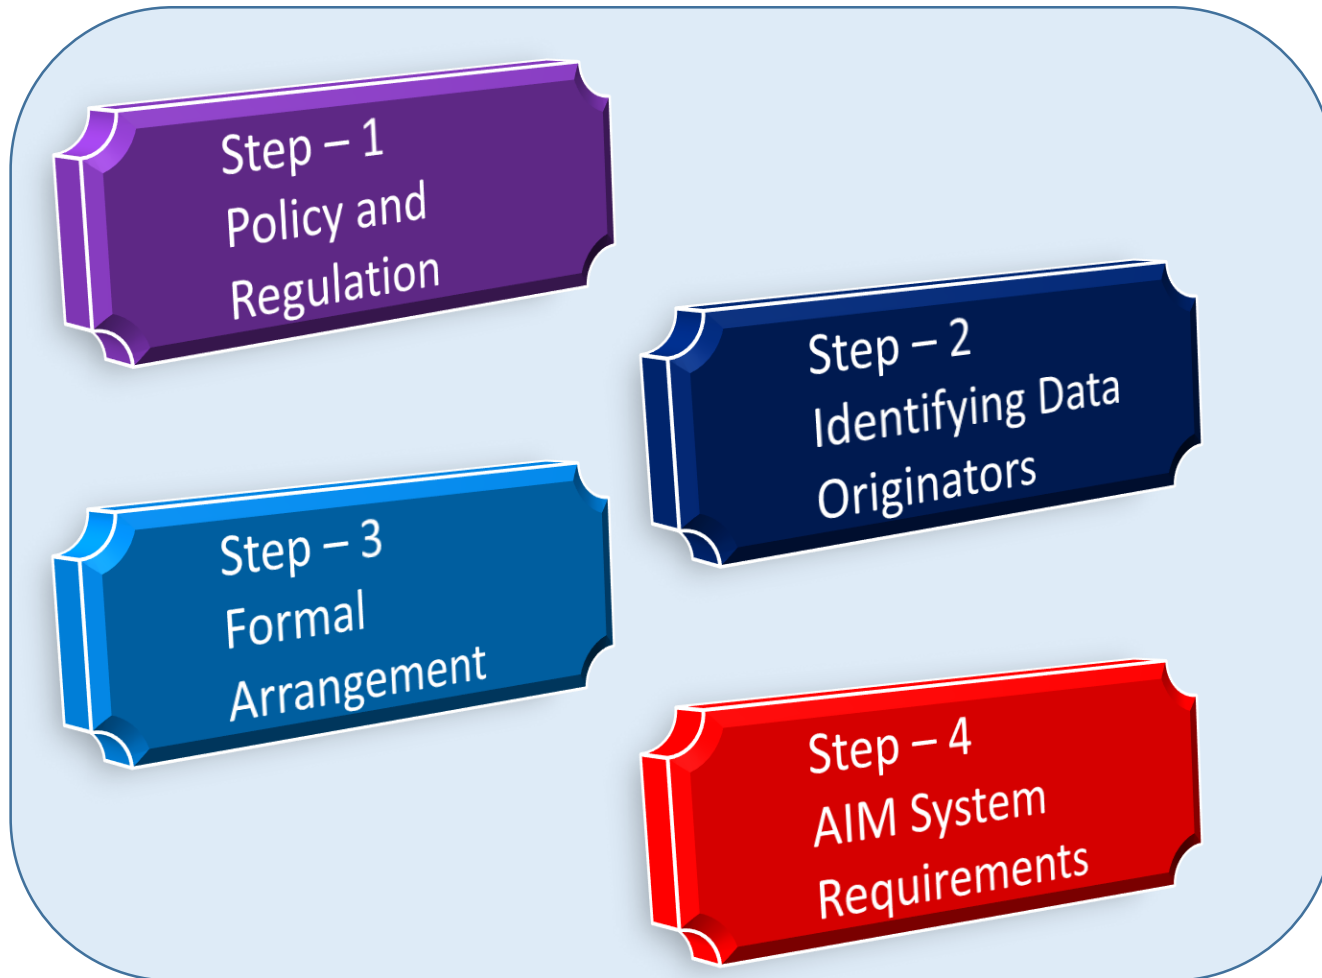 Step – 1
Policy and
Regulation
Step – 2
Identifying Data
Originators
Step – 3
Formal
Arrangement
Step – 4
AIM System
Requirements